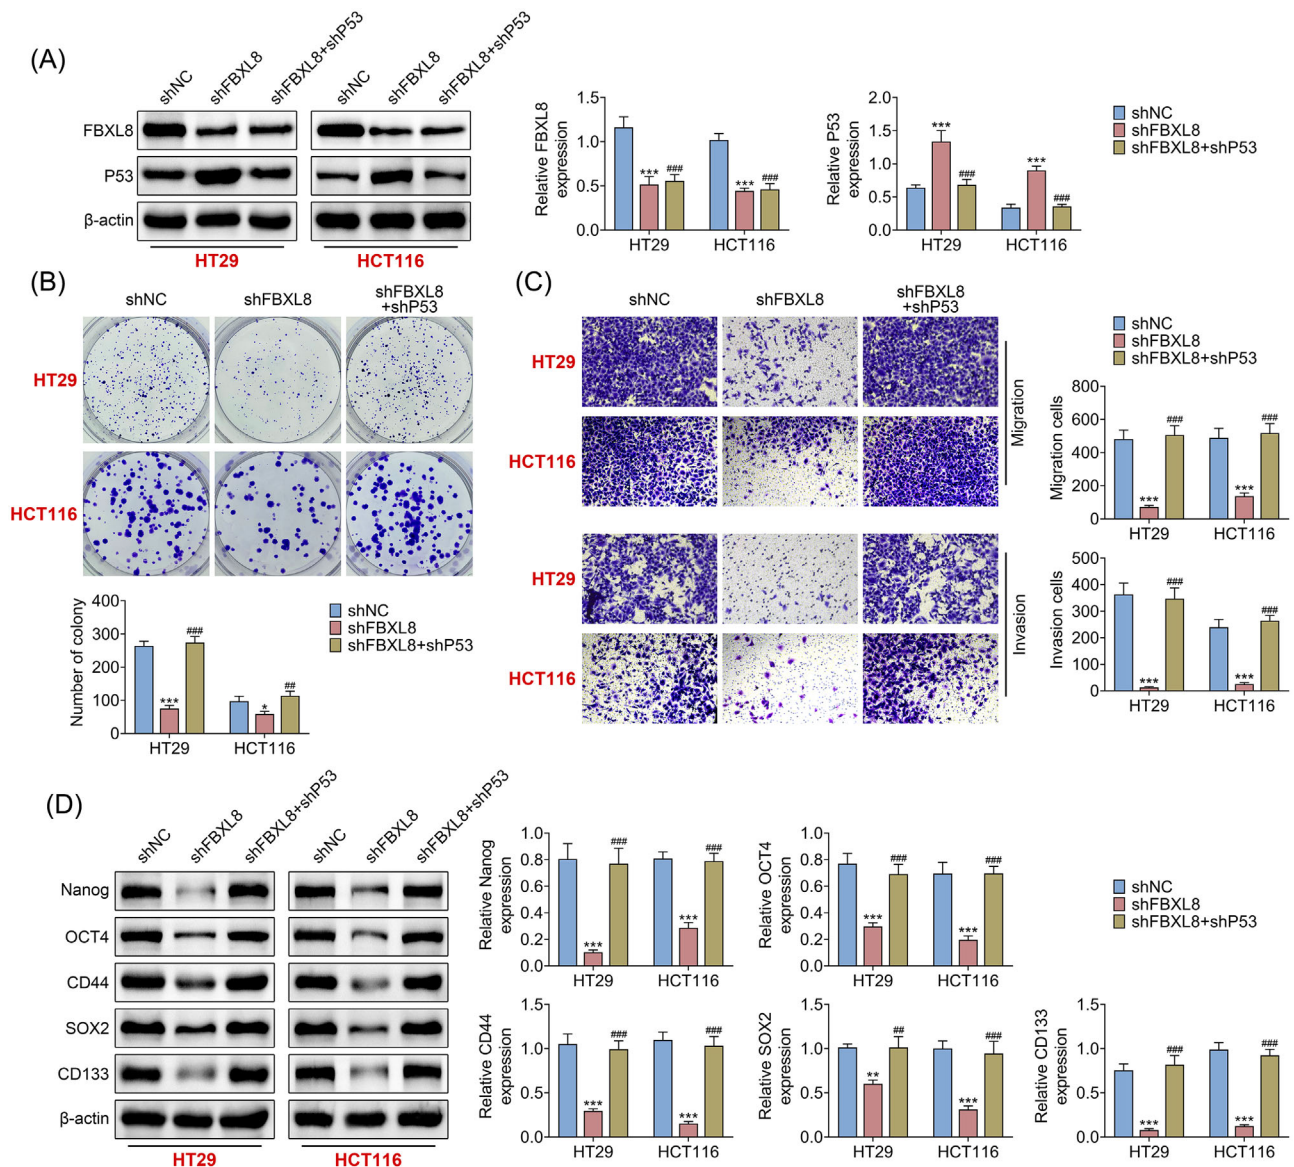 (A)
shNC
shFBXL8
shFBXL8+shP53
shNC
shFBXL8
shFBXL8+shP53
FBXL8
P53
β-actin
HT29
HCT116
Relative FBXL8
expression
1.5
1.0
0.5
0.0
***
###
***
###
HT29
HCT116
Relative P53
expression
2.0
1.5
1.0
0.5
0.0
***
###
***
###
HT29
HCT116
shNC
shFBXL8
shFBXL8+shP53
(B)
shNC
shFBXL8
shFBXL8
+shP53
HT29
HCT116
Number of colony
400
300
200
100
0
***
###
*
##
HT29
HCT116
shNC
shFBXL8
shFBXL8+shP53
(C)
shNC
shFBXL8
shFBXL8
+shP53
HT29
HCT116
Migration
HT29
HCT116
Invasion
shNC
shFBXL8
shFBXL8+shP53
Migration cells
800
600
400
200
0
***
###
***
###
HT29
HCT116
Invasion cells
500
400
300
200
100
0
***
###
***
###
HT29
HCT116
(D)
shNC
shFBXL8
shFBXL8+shP53
shNC
shFBXL8
shFBXL8+shP53
Nanog
OCT4
CD44
SOX2
CD133
β-actin
HT29
HCT116
Relative Nanog
expression
1.0
0.8
0.6
0.4
0.2
0.0
***
###
***
###
HT29
HCT116
Relative OCT4
expression
1.0
0.8
0.6
0.4
0.2
0.0
***
###
***
###
HT29
HCT116
shNC
shFBXL8
shFBXL8+shP53
Relative CD44
expression
1.5
1.0
0.5
0.0
***
###
***
###
HT29
HCT116
Relative SOX2
expression
1.5
1.0
0.5
0.0
**
##
***
###
HT29
HCT116
Relative CD133
expression
1.5
1.0
0.5
0.0
***
###
***
###
HT29
HCT116